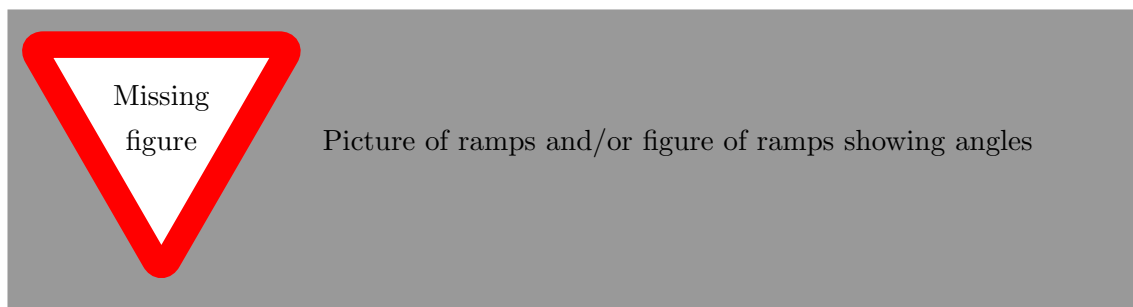 Missing
figure
Picture of ramps and/or figure of ramps showing angles